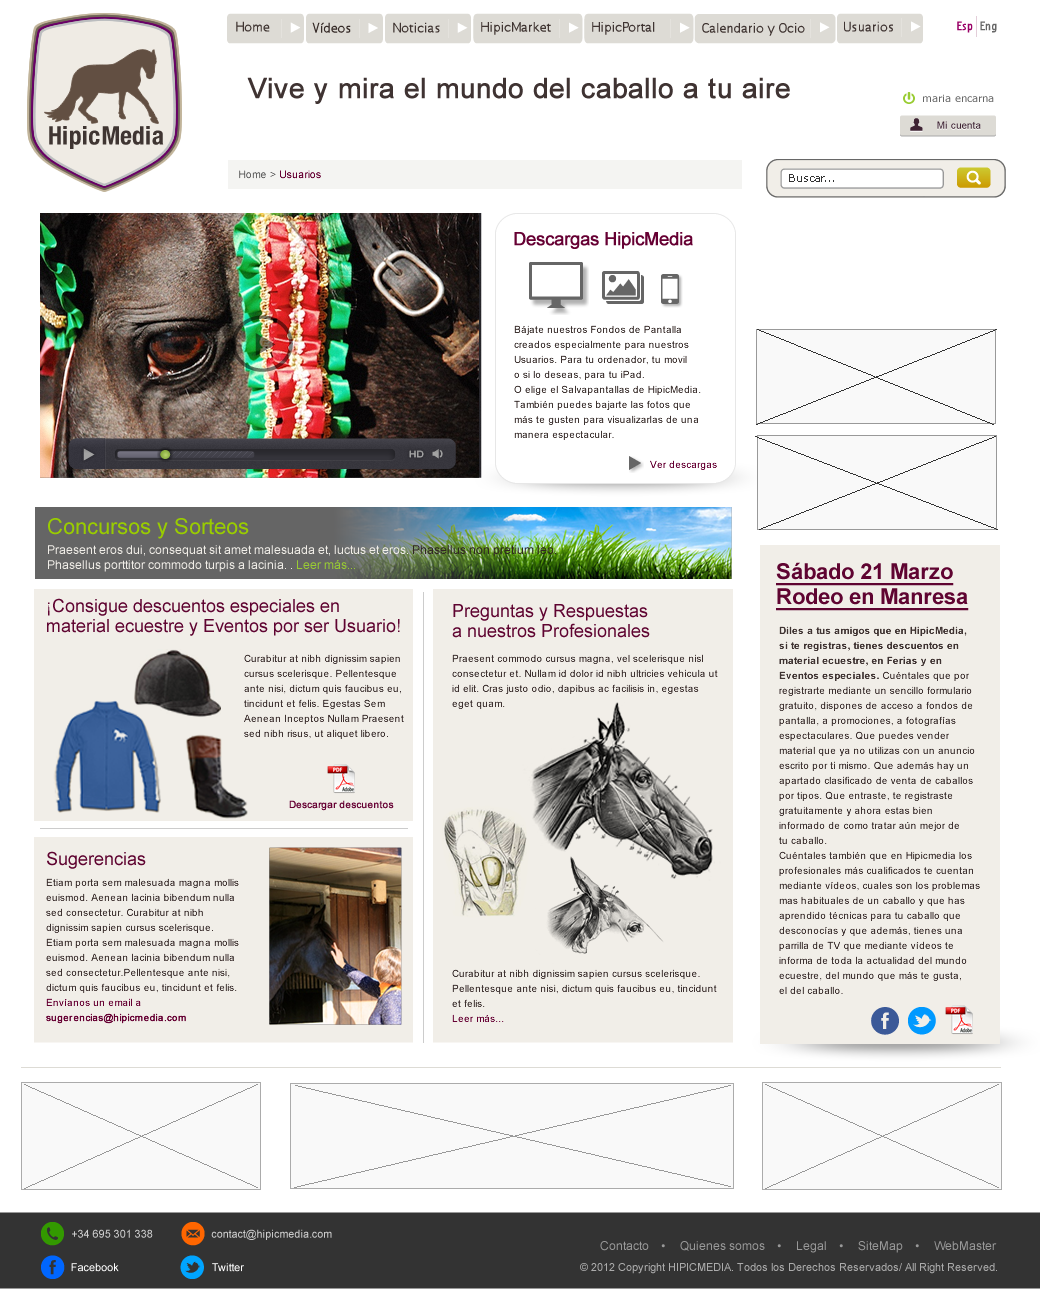 Home
Vídeos
Noticias
HipicMarket
HipicPortal
Calendario y Ocio
Usuarios
Esp
Eng
HipicMedia
Vive y mira el mundo del caballo a tu aire
maria encarna
Mi cuenta
Home > Usuarios
Buscar...
HD
Descargas HipicMedia
Bájate nuestros Fondos de Pantalla
creados especialmente para nuestros
Usuarios. Para tu ordenador, tu movil
o si lo deseas, para tu iPad.
O elige el Salvapantallas de HipicMedia.
También puedes bajarte las fotos que
más te gusten para visualizarlas de una
manera espectacular.
Ver descargas
Concursos y Sorteos
Praesent eros dui, consequat sit amet malesuada et, luctus et eros. Phasellus non pretium leo.
Phasellus porttitor commodo turpis a lacinia. . Leer más...
¡Consigue descuentos especiales en
material ecuestre y Eventos por ser Usuario!
Curabitur at nibh dignissim sapien
cursus scelerisque. Pellentesque
ante nisi, dictum quis faucibus eu,
tincidunt et felis. Egestas Sem
Aenean Inceptos Nullam Praesent
sed nibh risus, ut aliquet libero.
PDF
Adobe
Descargar descuentos
Sugerencias
Etiam porta sem malesuada magna mollis
euismod. Aenean lacinia bibendum nulla
sed consectetur. Curabitur at nibh
dignissim sapien cursus scelerisque.
Etiam porta sem malesuada magna mollis
euismod. Aenean lacinia bibendum nulla
sed consectetur.Pellentesque ante nisi,
dictum quis faucibus eu, tincidunt et felis.
Envíanos un email a
sugerencias@hipicmedia.com
Preguntas y Respuestas
a nuestros Profesionales
Praesent commodo cursus magna, vel scelerisque nisl
consectetur et. Nullam id dolor id nibh ultricies vehicula ut
id elit. Cras justo odio, dapibus ac facilisis in, egestas
eget quam.
Curabitur at nibh dignissim sapien cursus scelerisque.
Pellentesque ante nisi, dictum quis faucibus eu, tincidunt
et felis.
Leer más...
Sábado 21 Marzo
Rodeo en Manresa
Diles a tus amigos que en HipicMedia,
si te registras, tienes descuentos en
material ecuestre, en Ferias y en
Eventos especiales. Cuéntales que por
registrarte mediante un sencillo formulario
gratuito, dispones de acceso a fondos de
pantalla, a promociones, a fotografías
espectaculares. Que puedes vender
material que ya no utilizas con un anuncio
escrito por ti mismo. Que además hay un
apartado clasificado de venta de caballos
por tipos. Que entraste, te registraste
gratuitamente y ahora estas bien
informado de como tratar aún mejor de
tu caballo.
Cuéntales también que en Hipicmedia los
profesionales más cualificados te cuentan
mediante vídeos, cuales son los problemas
mas habituales de un caballo y que has
aprendido técnicas para tu caballo que
desconocías y que además, tienes una
parrilla de TV que mediante vídeos te
informa de toda la actualidad del mundo
ecuestre, del mundo que más te gusta,
el del caballo.
PDF
Adobe
+34 695 301 338
contact@hipicmedia.com
Facebook
Twitter
Contacto • Quienes somos • Legal • SiteMap • WebMaster
© 2012 Copyright HIPICMEDIA. Todos los Derechos Reservados/ All Right Reserved.